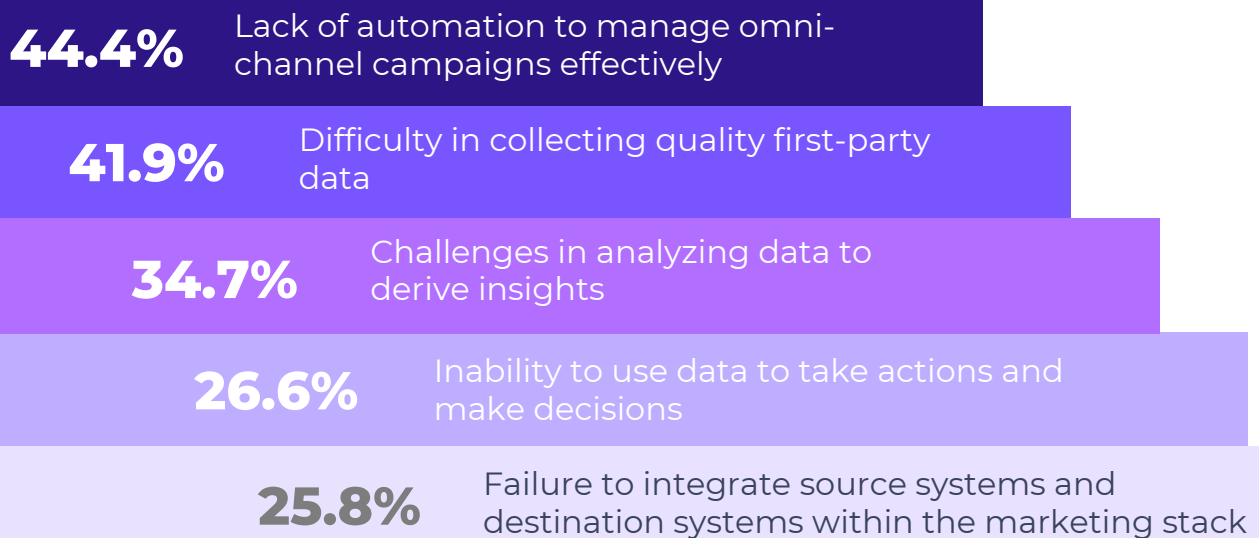 44.4%
Lack of automation to manage omni-
channel campaigns effectively
41.9%
Difficulty in collecting quality first-party
data
34.7%
Challenges in analyzing data to
derive insights
26.6%
Inability to use data to take actions and
make decisions
25.8%
Failure to integrate source systems and
destination systems within the marketing stack